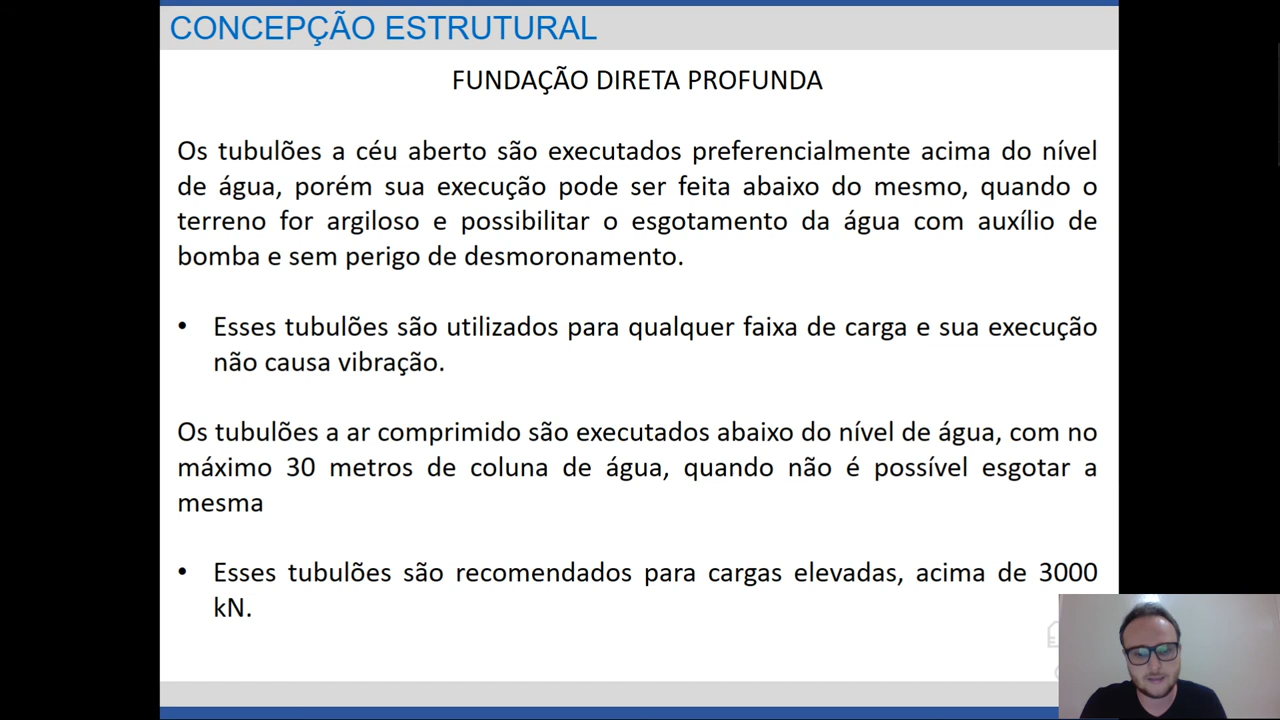 CONCEPÇÃO ESTRUTURAL
FUNDAÇÃO DIRETA PROFUNDA
Os tubulões a céu aberto são executados preferencialmente acima do nível
de água, porém sua execução pode ser feita abaixo do mesmo, quando o
terreno for argiloso e possibilitar o esgotamento da água com auxílio de
bomba e sem perigo de desmoronamento.
• Esses tubulões são utilizados para qualquer faixa de carga e sua execução
não causa vibração.
Os tubulões a ar comprimido são executados abaixo do nível de água, com no
máximo 30 metros de coluna de água, quando não é possível esgotar a
mesma
• Esses tubulões são recomendados para cargas elevadas, acima de 3000
kN.